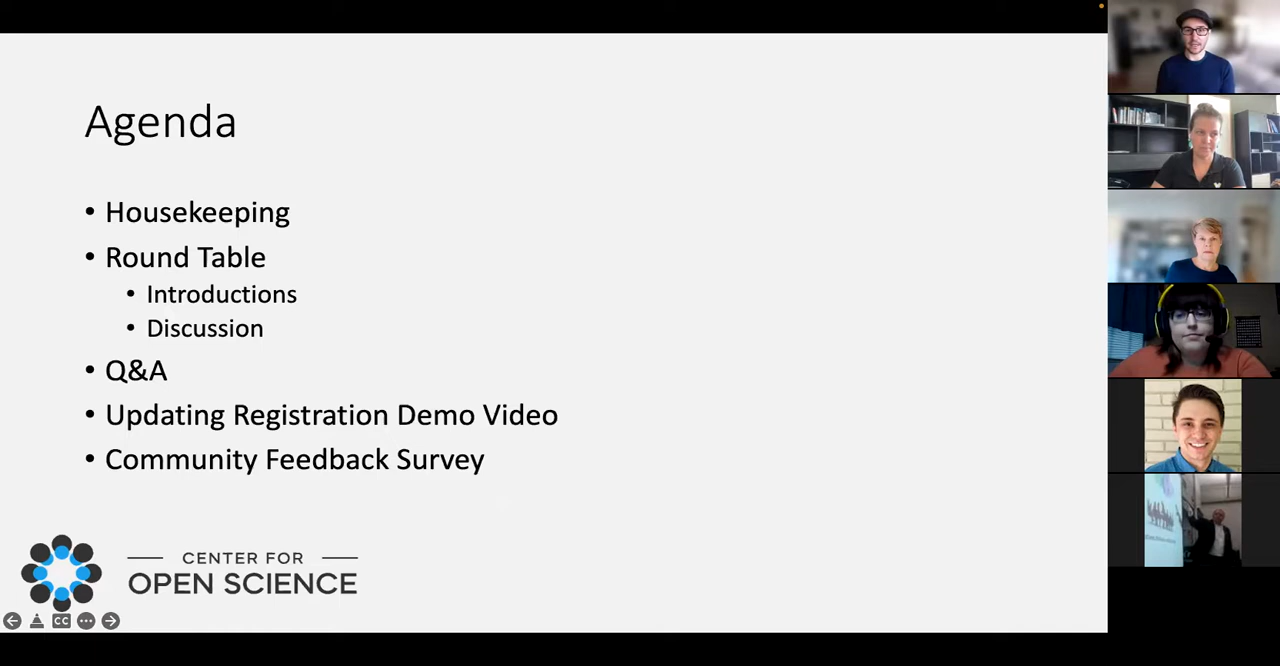 Agenda
• Housekeeping
• Round Table
• Introductions
• Discussion
• Q&A
• Updating Registration Demo Video
• Community Feedback Survey
CENTER FOR
OPEN SCIENCE
CC